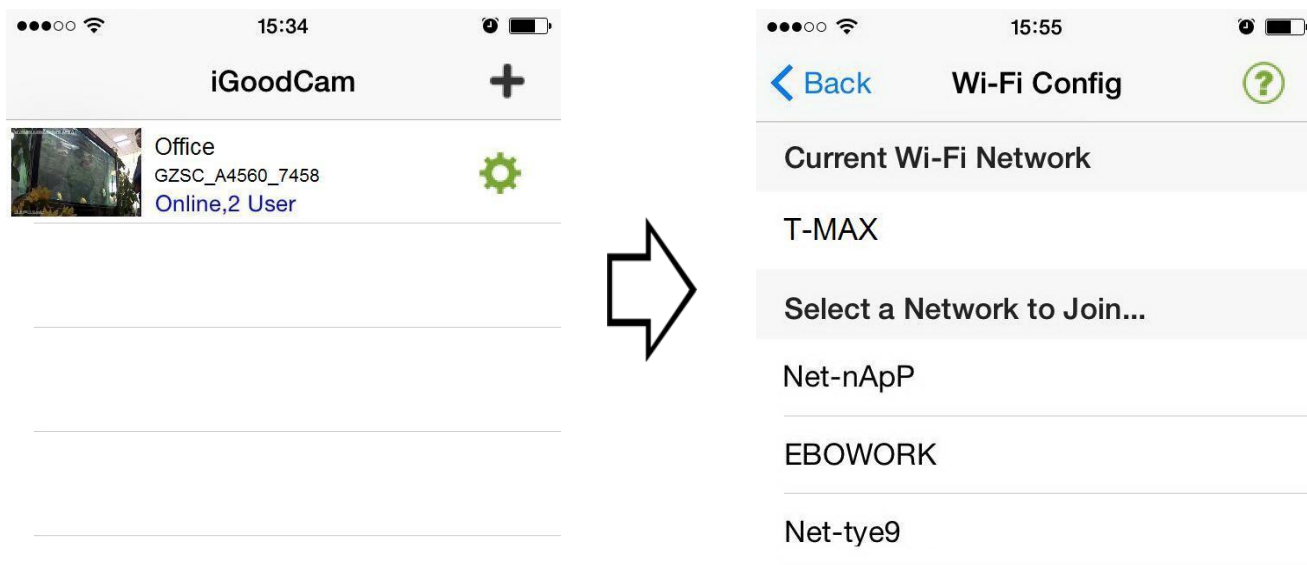 15:34
iGoodCam
Office
GZSC_A4560_7458
Online,2 User
15:55
Back
Wi-Fi Config
?
Current Wi-Fi Network
T-MAX
Select a Network to Join...
Net-nApP
EBOWORK
Net-tye9